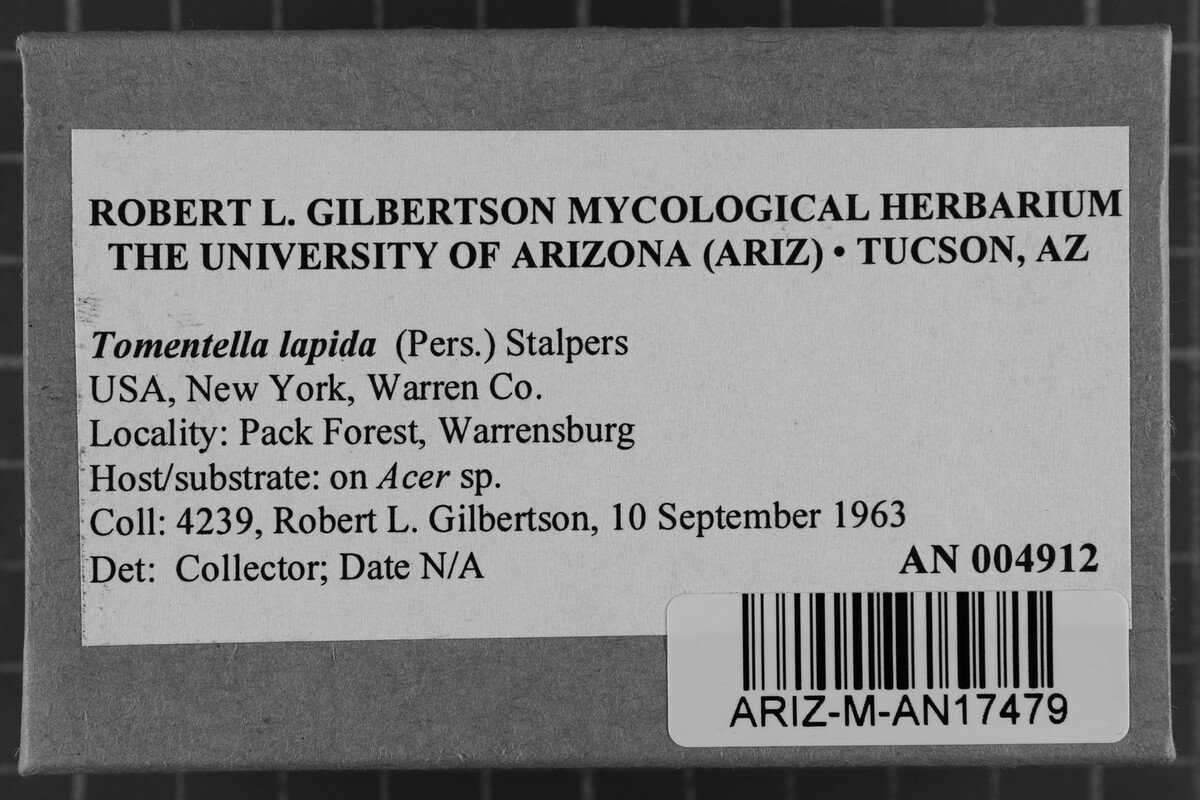 ROBERT L. GILBERTSON MYCOLOGICAL HERBARIUM
THE UNIVERSITY OF ARIZONA (ARIZ) • TUCSON, AZ
Tomentella lapida (Pers.) Stalpers
USA, New York, Warren Co.
Locality: Pack Forest, Warrensburg
Host/substrate: on Acer sp.
Coll: 4239, Robert L. Gilbertson, 10 September 1963
Det: Collector; Date N/A
AN 004912
ARIZ-M-AN17479